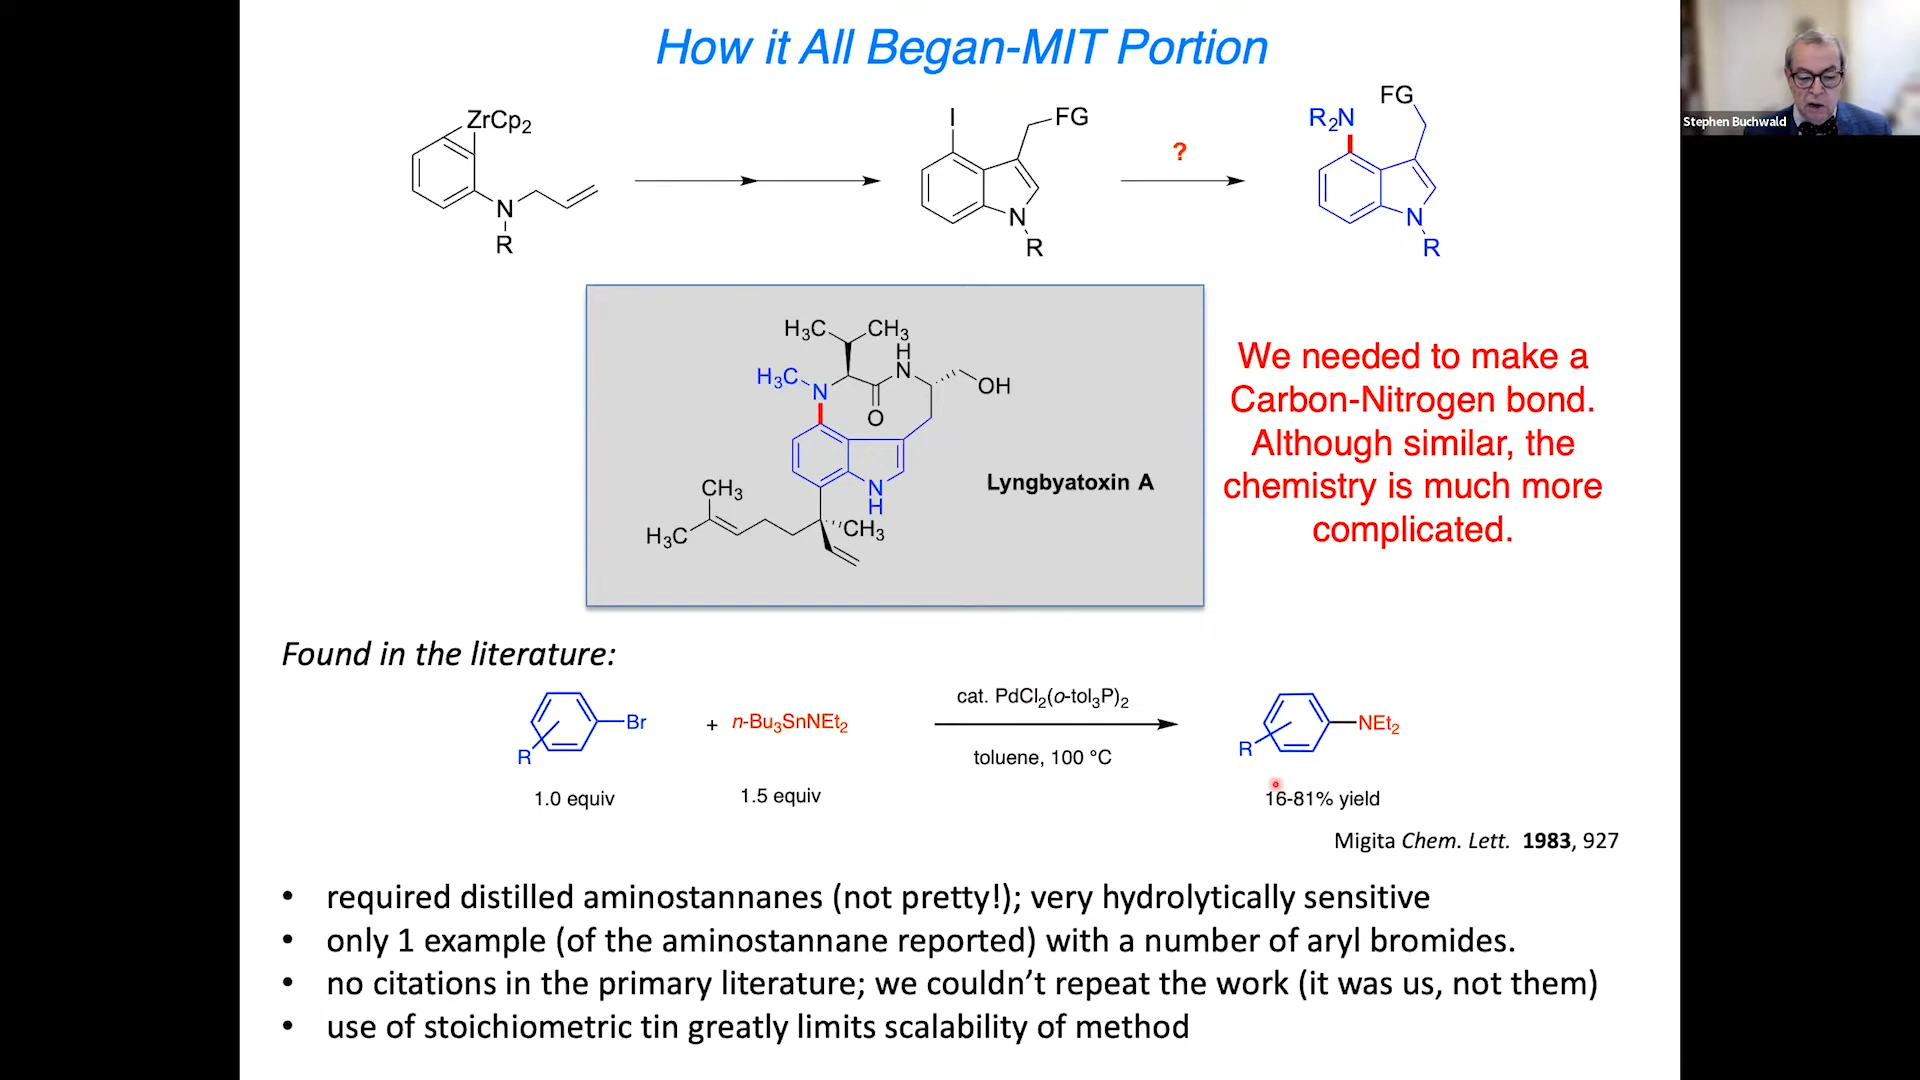 How it All Began-MIT Portion
Stephen Buchwald
ZrCp2
N
R
I
FG
N
R
?
R2N
FG
N
R
H3C
CH3
H
H3C
N
N
OH
O
Lyngbyatoxin A
N
H
CH3
H3C
CH3
We needed to make a
Carbon-Nitrogen bond.
Although similar, the
chemistry is much more
complicated.
Found in the literature:
Br
R
1.0 equiv
+
n-Bu3SnNEt2
1.5 equiv
cat. PdCl2(o-tol3P)2
toluene, 100 °C
NEt2
R
16-81% yield
Migita Chem. Lett. 1983, 927
• required distilled aminostannanes (not pretty!); very hydrolytically sensitive
• only 1 example (of the aminostannane reported) with a number of aryl bromides.
• no citations in the primary literature; we couldn’t repeat the work (it was us, not them)
• use of stoichiometric tin greatly limits scalability of method